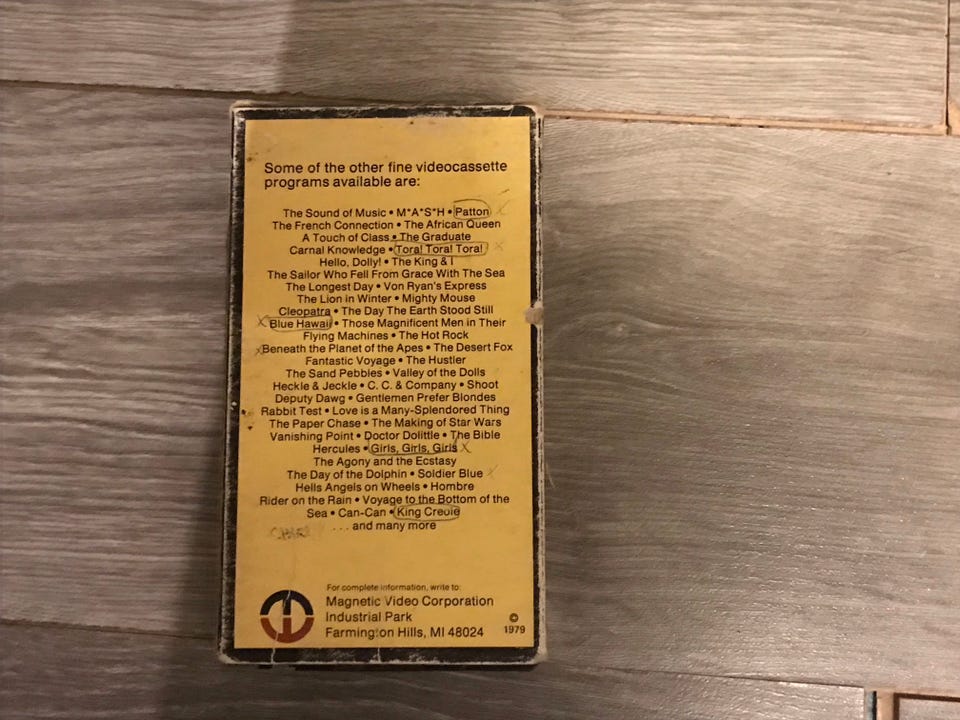 Some of the other fine videocassette
programs available are:
The Sound of Music • M*A*S*H • Patton
The French Connection • The African Queen
A Touch of Class • The Graduate
Carnal Knowledge • Tora! Tora! Tora!
Hello, Dolly! • The King & I
The Sailor Who Fell From Grace With The Sea
The Longest Day • Von Ryan's Express
The Lion in Winter • Mighty Mouse
Cleopatra • The Day The Earth Stood Still
Blue Hawaii • Those Magnificent Men in Their
Flying Machines • The Hot Rock
Beneath the Planet of the Apes • The Desert Fox
Fantastic Voyage • The Hustler
The Sand Pebbles • Valley of the Dolls
Heckle & Jeckle • C. C. & Company • Shoot
Deputy Dawg • Gentlemen Prefer Blondes
Rabbit Test • Love is a Many-Splendored Thing
The Paper Chase • The Making of Star Wars
Vanishing Point • Doctor Dolittle • The Bible
Hercules • Girls, Girls, Girls
The Agony and the Ecstasy
The Day of the Dolphin • Soldier Blue
Hells Angels on Wheels • Hombre
Rider on the Rain • Voyage to the Bottom of the
Sea • Can-Can • King Creole
...and many more
For complete information, write to:
Magnetic Video Corporation
Industrial Park
Farmington Hills, MI 48024
© 1979